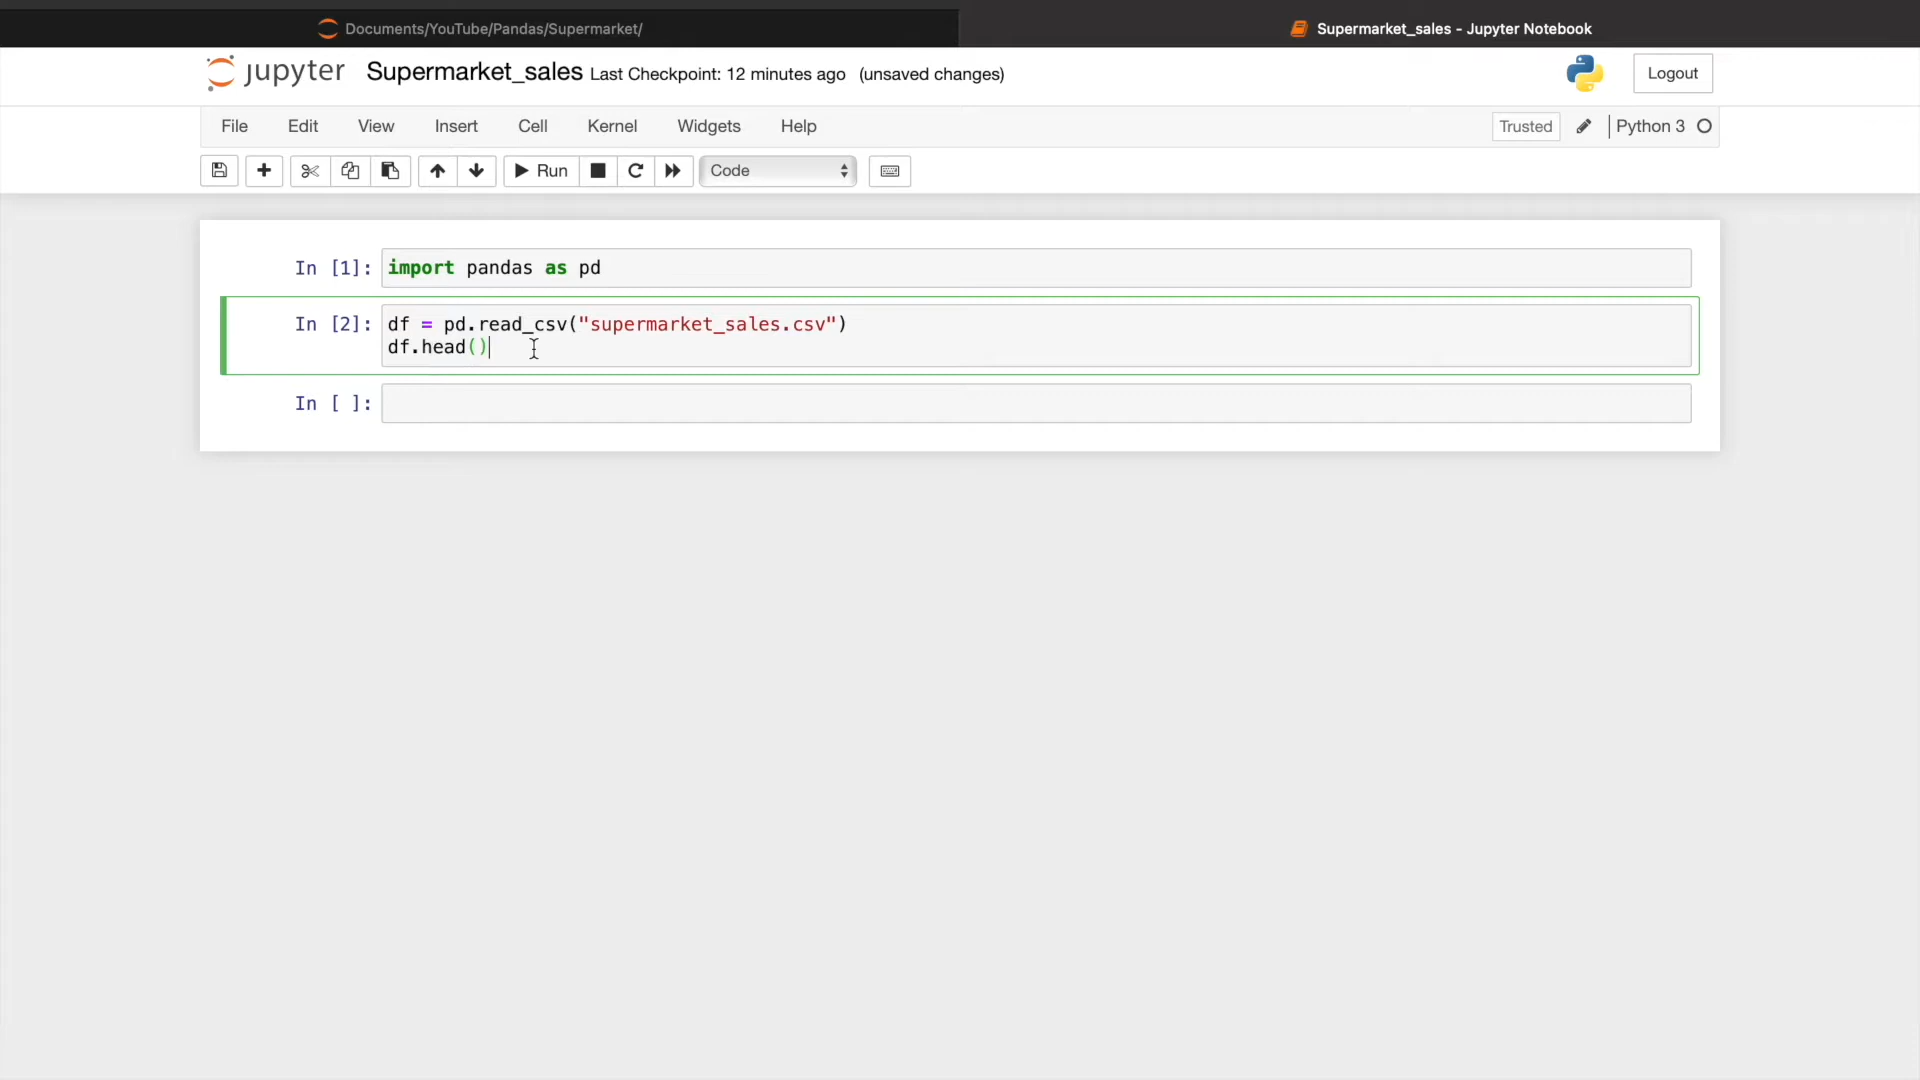 Documents/YouTube/Pandas/Supermarket/
Supermarket_sales - Jupyter Notebook
jupyter Supermarket_sales Last Checkpoint: 12 minutes ago (unsaved changes) Logout
File Edit View Insert Cell Kernel Widgets Help Trusted Python 3
Run Code
In [1]: import pandas as pd
In [2]: df = pd.read_csv("supermarket_sales.csv")
df.head()
In [ ]: